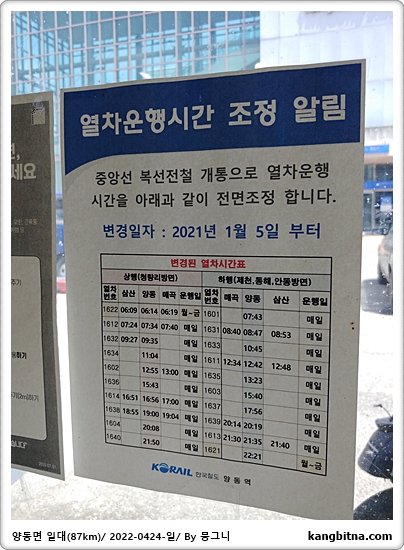 열차운행시간 조정 알림
중앙선 복선전철 개통으로 열차운행
시간을 아래과 같이 전면조정 합니다.
변경일자 : 2021년 1월 5일 부터
변경된 열차시간표
상행(청량리방면) 하행(제천,동해,안동방면)
열차번호 삼산 양동 매곡 운행일 열차번호 매곡 양동 삼산 운행일
1622 06:09 06:14 06:19 월~금 1601 07:43 매일
1612 07:24 07:34 07:40 매일 1631 08:40 08:47 08:53 매일
1632 09:27 09:35 매일 1633 10:45 매일
1634 11:04 매일 1611 12:34 12:42 12:48 매일
1602 12:55 13:00 매일 1635 13:23 매일
1636 15:43 매일 15:40 매일
1614 16:51 16:56 17:00 매일 1637 17:56 매일
1638 18:55 19:00 19:04 매일 1639 20:14 20:19 매일
1604 20:08 매일 1613 21:30 21:35 21:40 매일
1640 21:50 매일 1621 22:21 월~금
KORAIL 한국철도 양동역
양동면 일대(87km)/ 2022-0424-일/ By 뭉그니
kangbitna.com